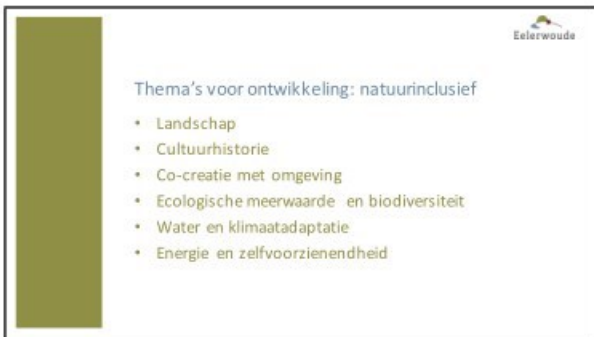 Eelerwoude
Thema's voor ontwikkeling: natuurinclusief
• Landschap
• Cultuurhistorie
• Co-creatie met omgeving
• Ecologische meerwaarde en biodiversiteit
• Water en klimaatadaptatie
• Energie en zelfvoorzienendheid